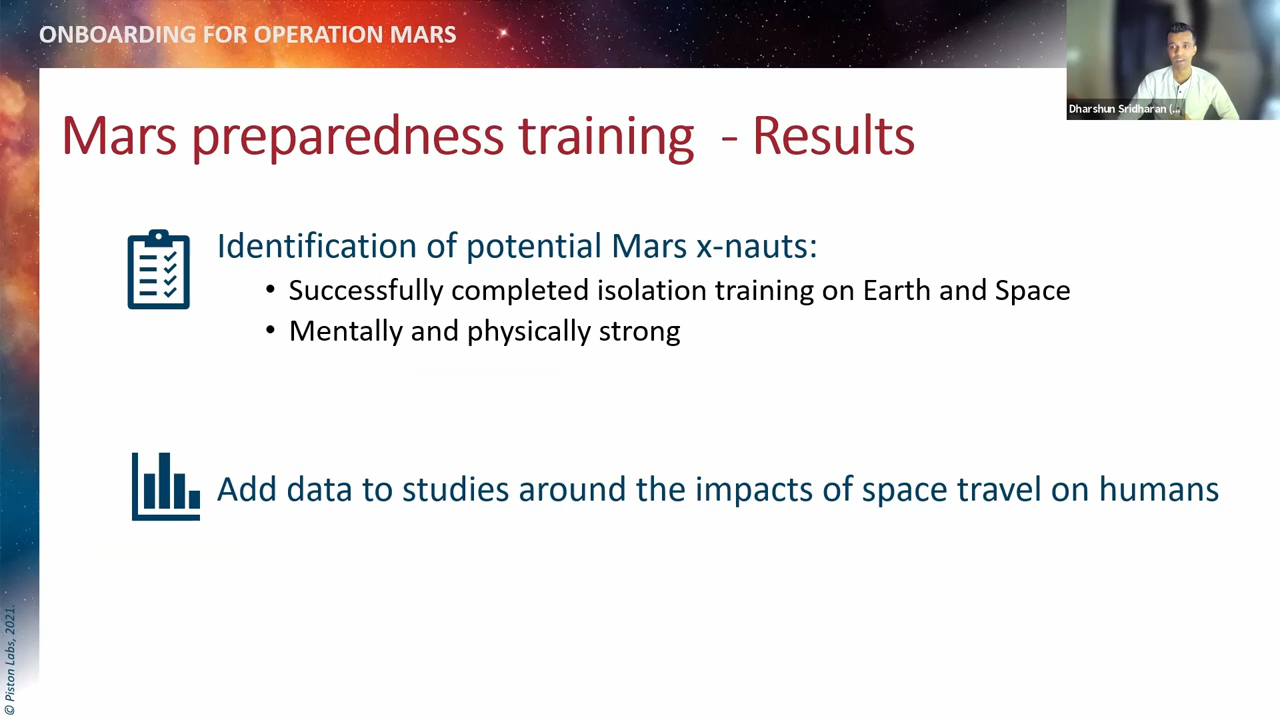 ONBOARDING FOR OPERATION MARS
Dharshun Sridharan (...
Mars preparedness training - Results
Identification of potential Mars x-nauts:
• Successfully completed isolation training on Earth and Space
• Mentally and physically strong
Add data to studies around the impacts of space travel on humans
© Piston Labs, 2021.